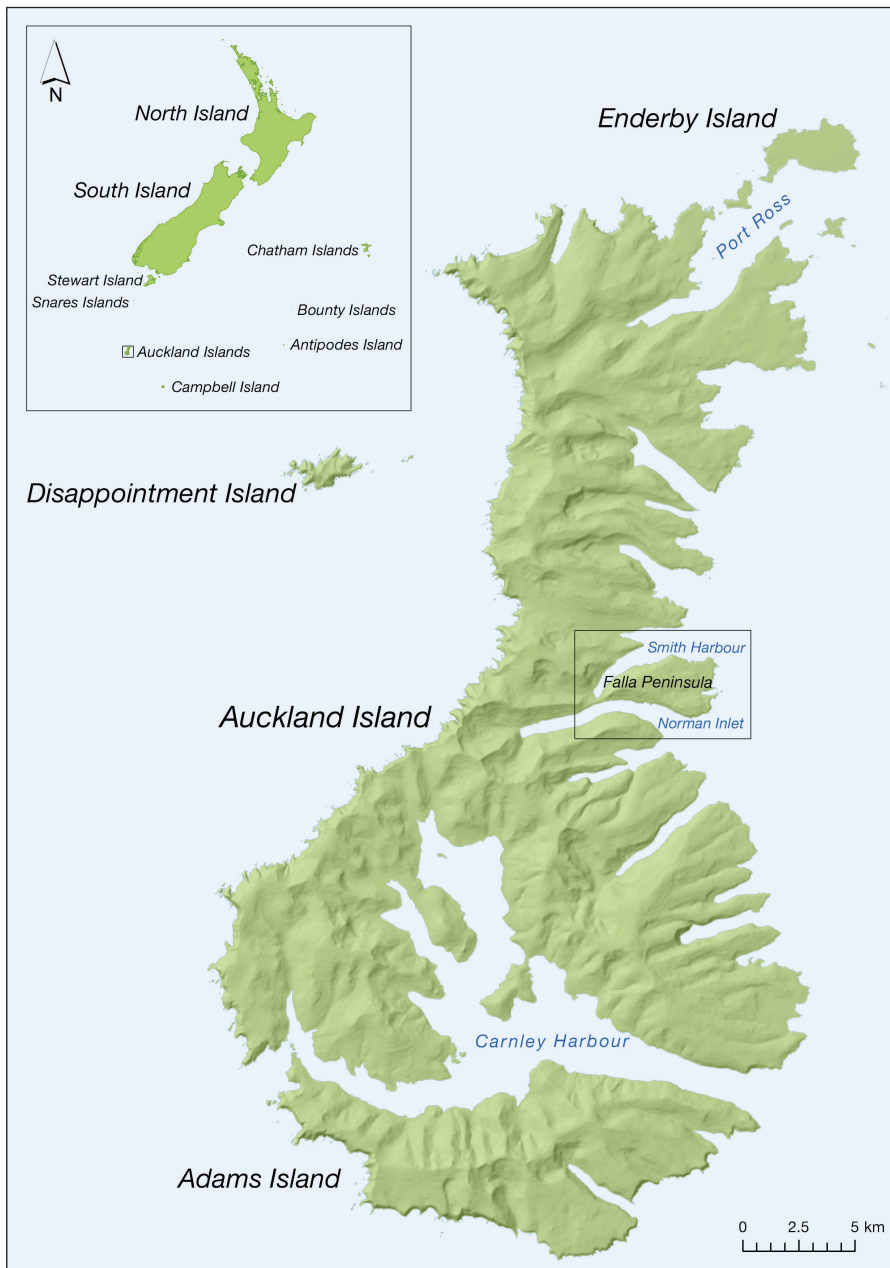 N
North Island
South Island
Chatham Islands
Stewart Island
Snares Islands
Bounty Islands
Antipodes Island
Auckland Islands
Campbell Island
Enderby Island
Port Ross
Disappointment Island
Smith Harbour
Falla Peninsula
Auckland Island
Norman Inlet
Carnley Harbour
Adams Island
0 2.5 5 km